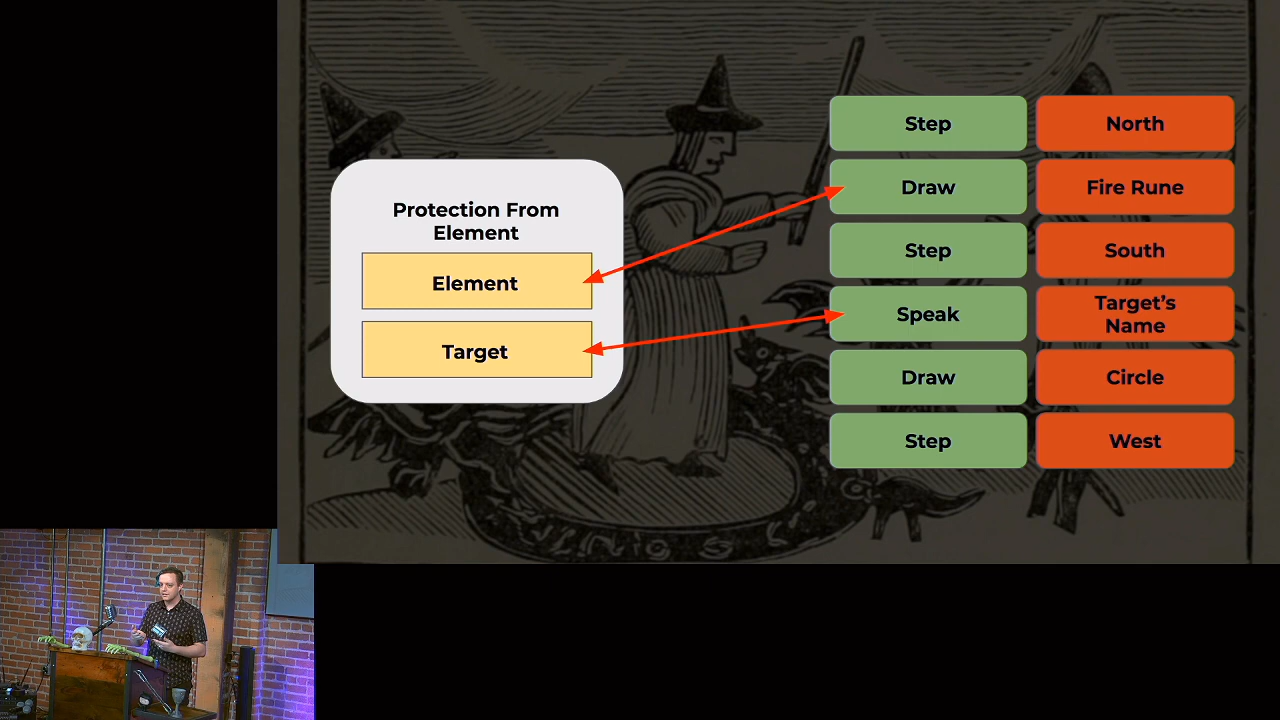 Protection From
Element
Element
Target
Step
North
Draw
Fire Rune
Step
South
Speak
Target's
Name
Draw
Circle
Step
West